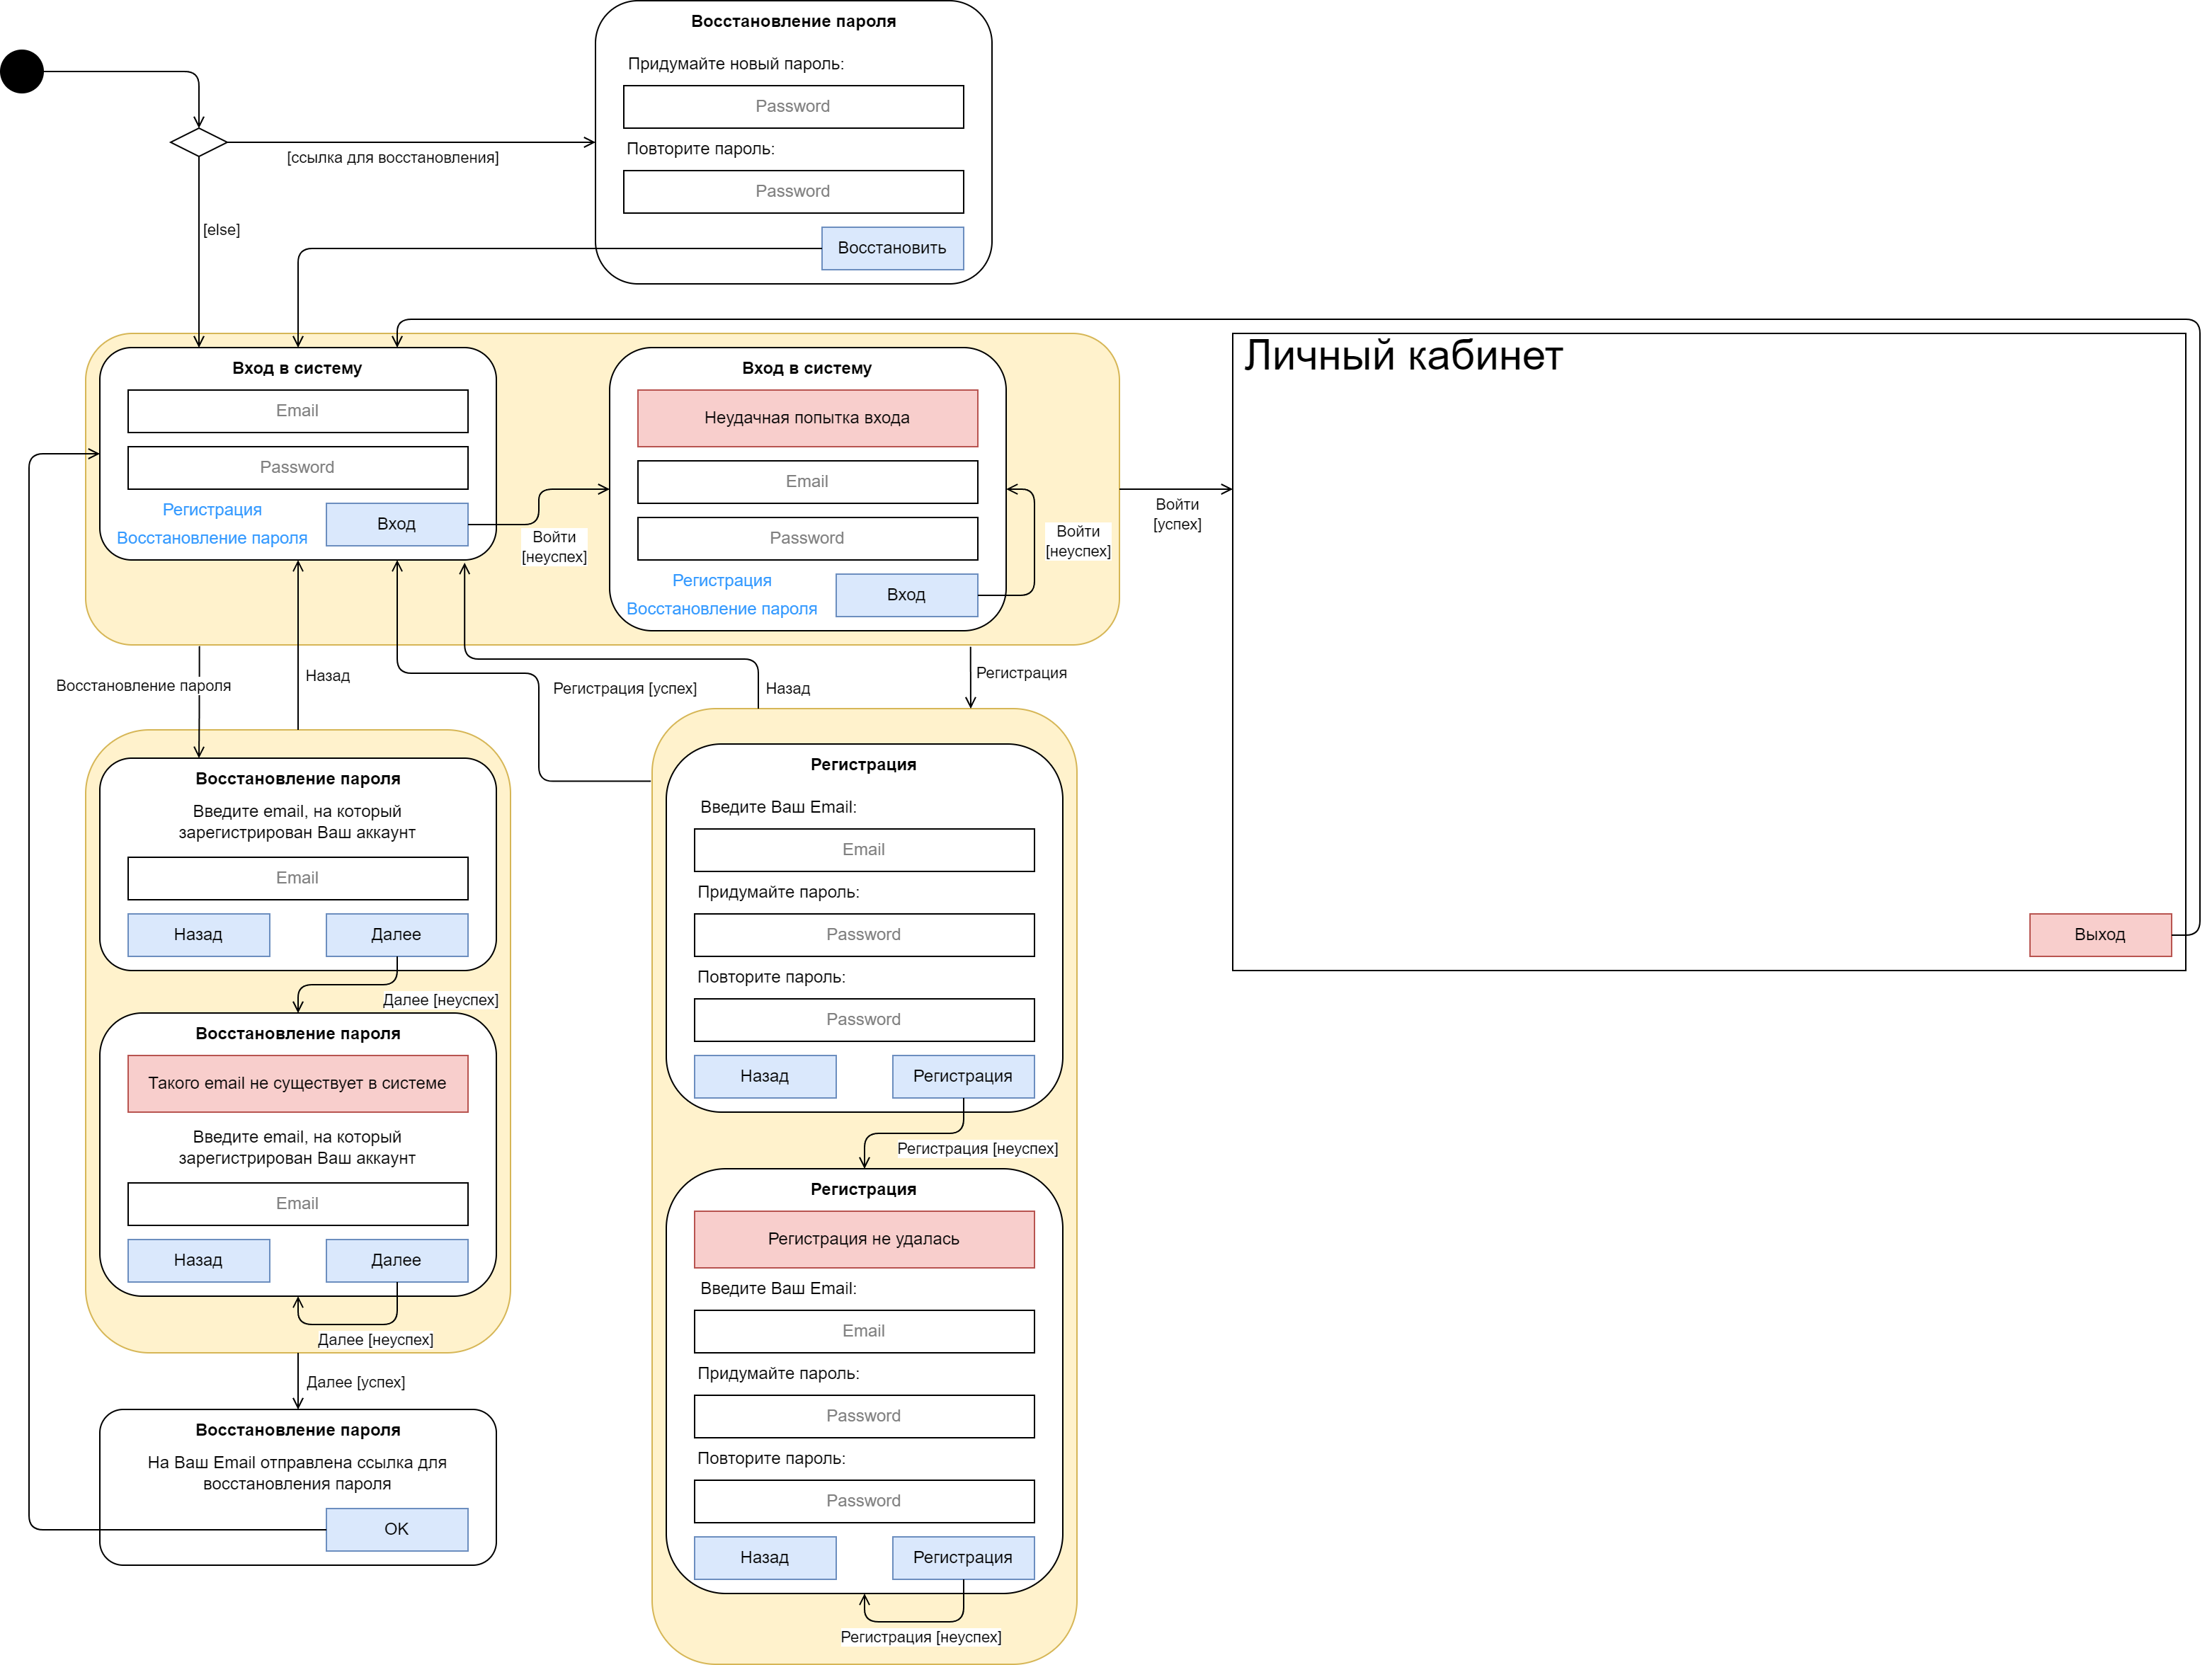 Восстановление пароля
Придумайте новый пароль:
Password
[ссылка для восстановления]
Повторите пароль:
Password
[else]
Восстановить
Вход в систему
Email
Password
Регистрация
Восстановление пароля
Вход
Войти
[неуспех]
Вход в систему
Неудачная попытка входа
Email
Password
Регистрация
Восстановление пароля
Вход
Войти
[неуспех]
Войти
[успех]
Личный кабинет
Выход
Восстановление пароля
Назад
Регистрация [успех]
Назад
Регистрация
Восстановление пароля
Введите email, на который
зарегистрирован Ваш аккаунт
Email
Назад
Далее
Далее [неуспех]
Восстановление пароля
Такого email не существует в системе
Введите email, на который
зарегистрирован Ваш аккаунт
Email
Назад
Далее
Далее [неуспех]
Далее [успех]
Восстановление пароля
На Ваш Email отправлена ссылка для
восстановления пароля
OK
Регистрация
Введите Ваш Email:
Email
Придумайте пароль:
Password
Повторите пароль:
Password
Назад
Регистрация
Регистрация [неуспех]
Регистрация
Регистрация не удалась
Введите Ваш Email:
Email
Придумайте пароль:
Password
Повторите пароль:
Password
Назад
Регистрация
Регистрация [неуспех]